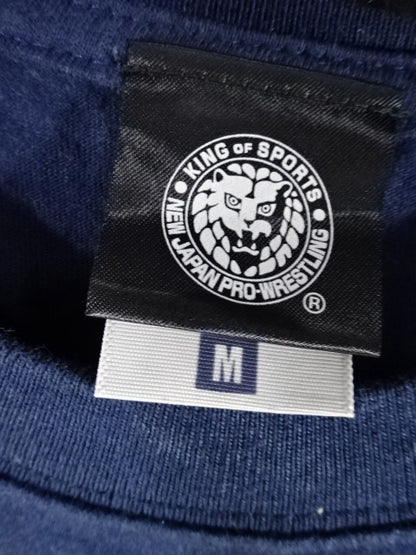 • KING OF SPORTS •
NEW JAPAN PRO-WRESTLING
®
M